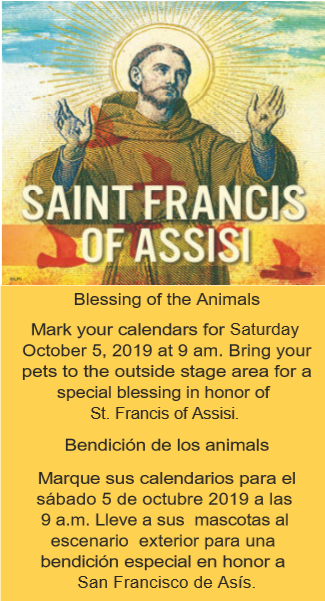 SAINT FRANCIS
OF ASSISI
Blessing of the Animals
Mark your calendars for Saturday
October 5, 2019 at 9 am. Bring your
pets to the outside stage area for a
special blessing in honor of
St. Francis of Assisi.
Bendición de los animals
Marque sus calendarios para el
sábado 5 de octubre 2019 a las
9 a.m. Lleve a sus mascotas al
escenario exterior para una
bendición especial en honor a
San Francisco de Asís.